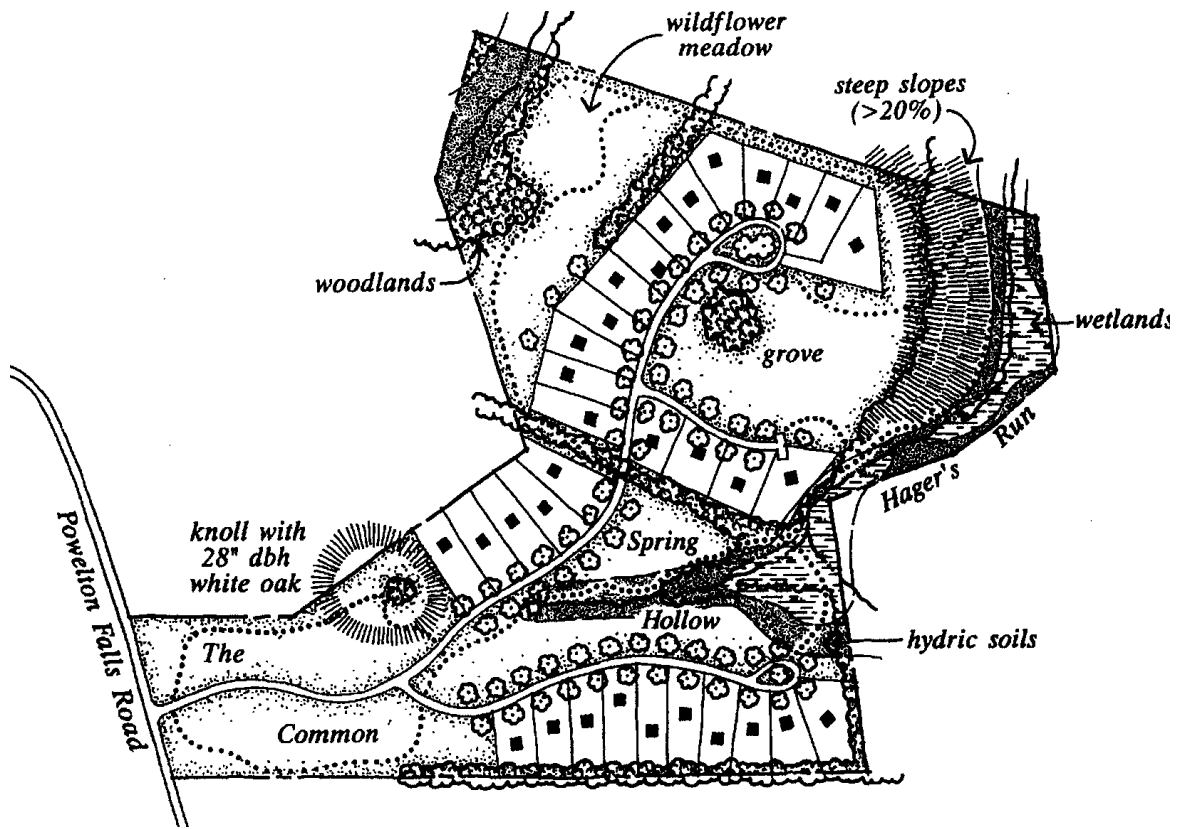 wildflower
meadow
steep slopes
(>20%)
woodlands
wetlands
grove
Hager's
Run
knoll with
28" dbh
white oak
Spring
Hollow
hydric soils
The
Common
Powelton Falls Road